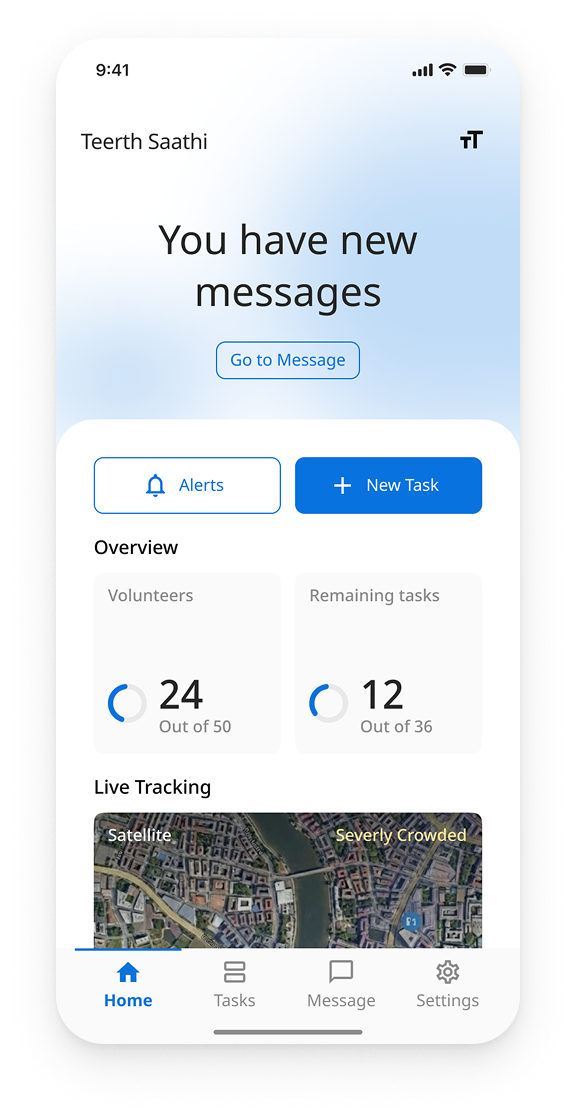 9:41
Teerth Saathi
You have new
messages
Go to Message
Alerts
New Task
Overview
Volunteers
Remaining tasks
24
Out of 50
12
Out of 36
Live Tracking
Satellite
Severly Crowded
Home
Tasks
Message
Settings